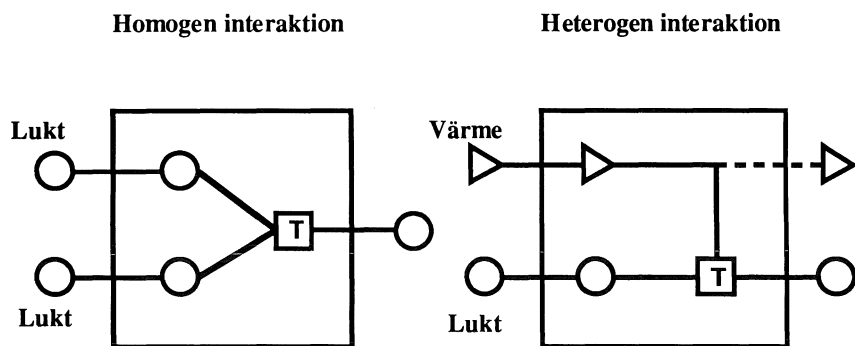 Homogen interaktion
Heterogen interaktion
Lukt
Värme
T
T
Lukt
Lukt